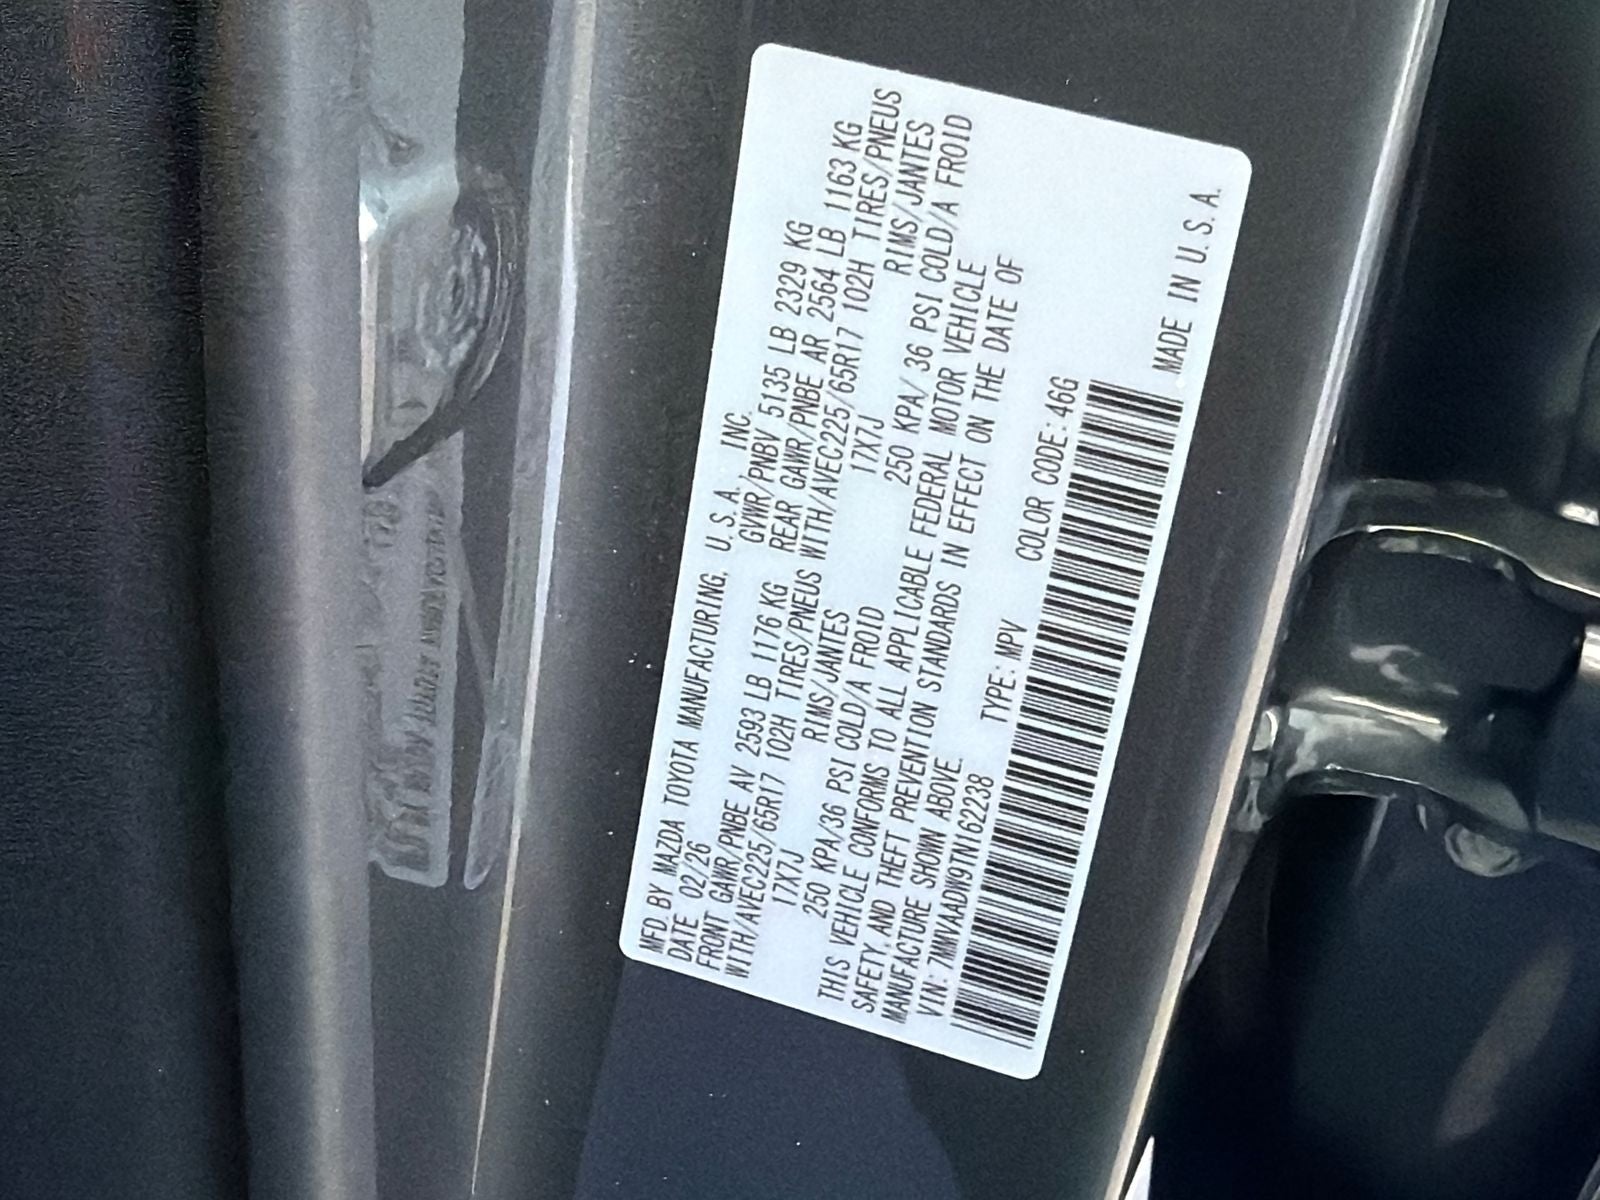 MFD. BY MAZDA TOYOTA MANUFACTURING, U. S. A. INC.
DATE 02/26 GVWR/PNBV 5135 LB 2329 KG
FRONT GAWR/PNBE AV 2593 LB 1176 KG REAR GAWR/PNBE AR 2564 LB 1163 KG
WITH/AVEC225/65R17 102H TIRES/PNEUS WITH/AVEC225/65R17 102H TIRES/PNEUS
17X7J RIMS/JANTES 17X7J RIMS/JANTES
250 KPA/36 PSI COLD/A FROID 250 KPA/ 36 PSI COLD/A FROID
THIS VEHICLE CONFORMS TO ALL APPLICABLE FEDERAL MOTOR VEHICLE
SAFETY, AND THEFT PREVENTION STANDARDS IN EFFECT ON THE DATE OF
MANUFACTURE SHOWN ABOVE.
VIN: 7MMVAADW9TN162238 TYPE: MPV COLOR CODE: 46G
MADE IN U. S. A.